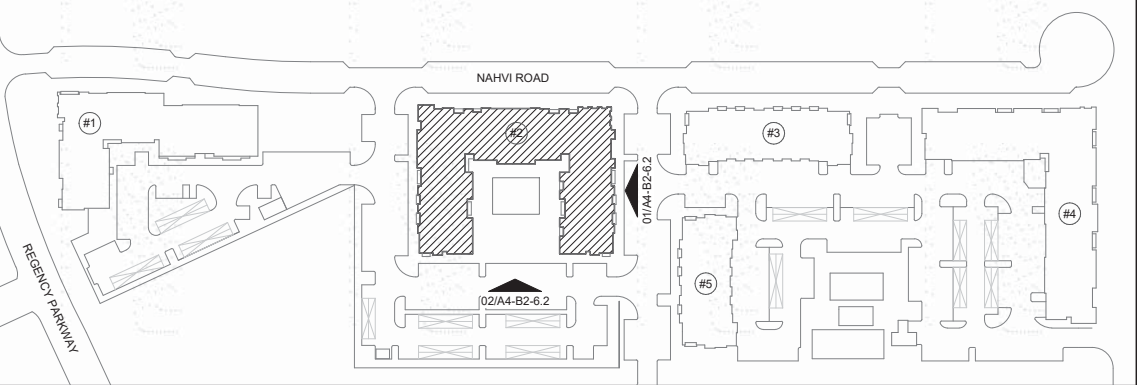 NAHVI ROAD
#1
#2
#3
#4
#5
01/A4-B2-6.2
02/A4-B2-6.2
REGENCY PARKWAY